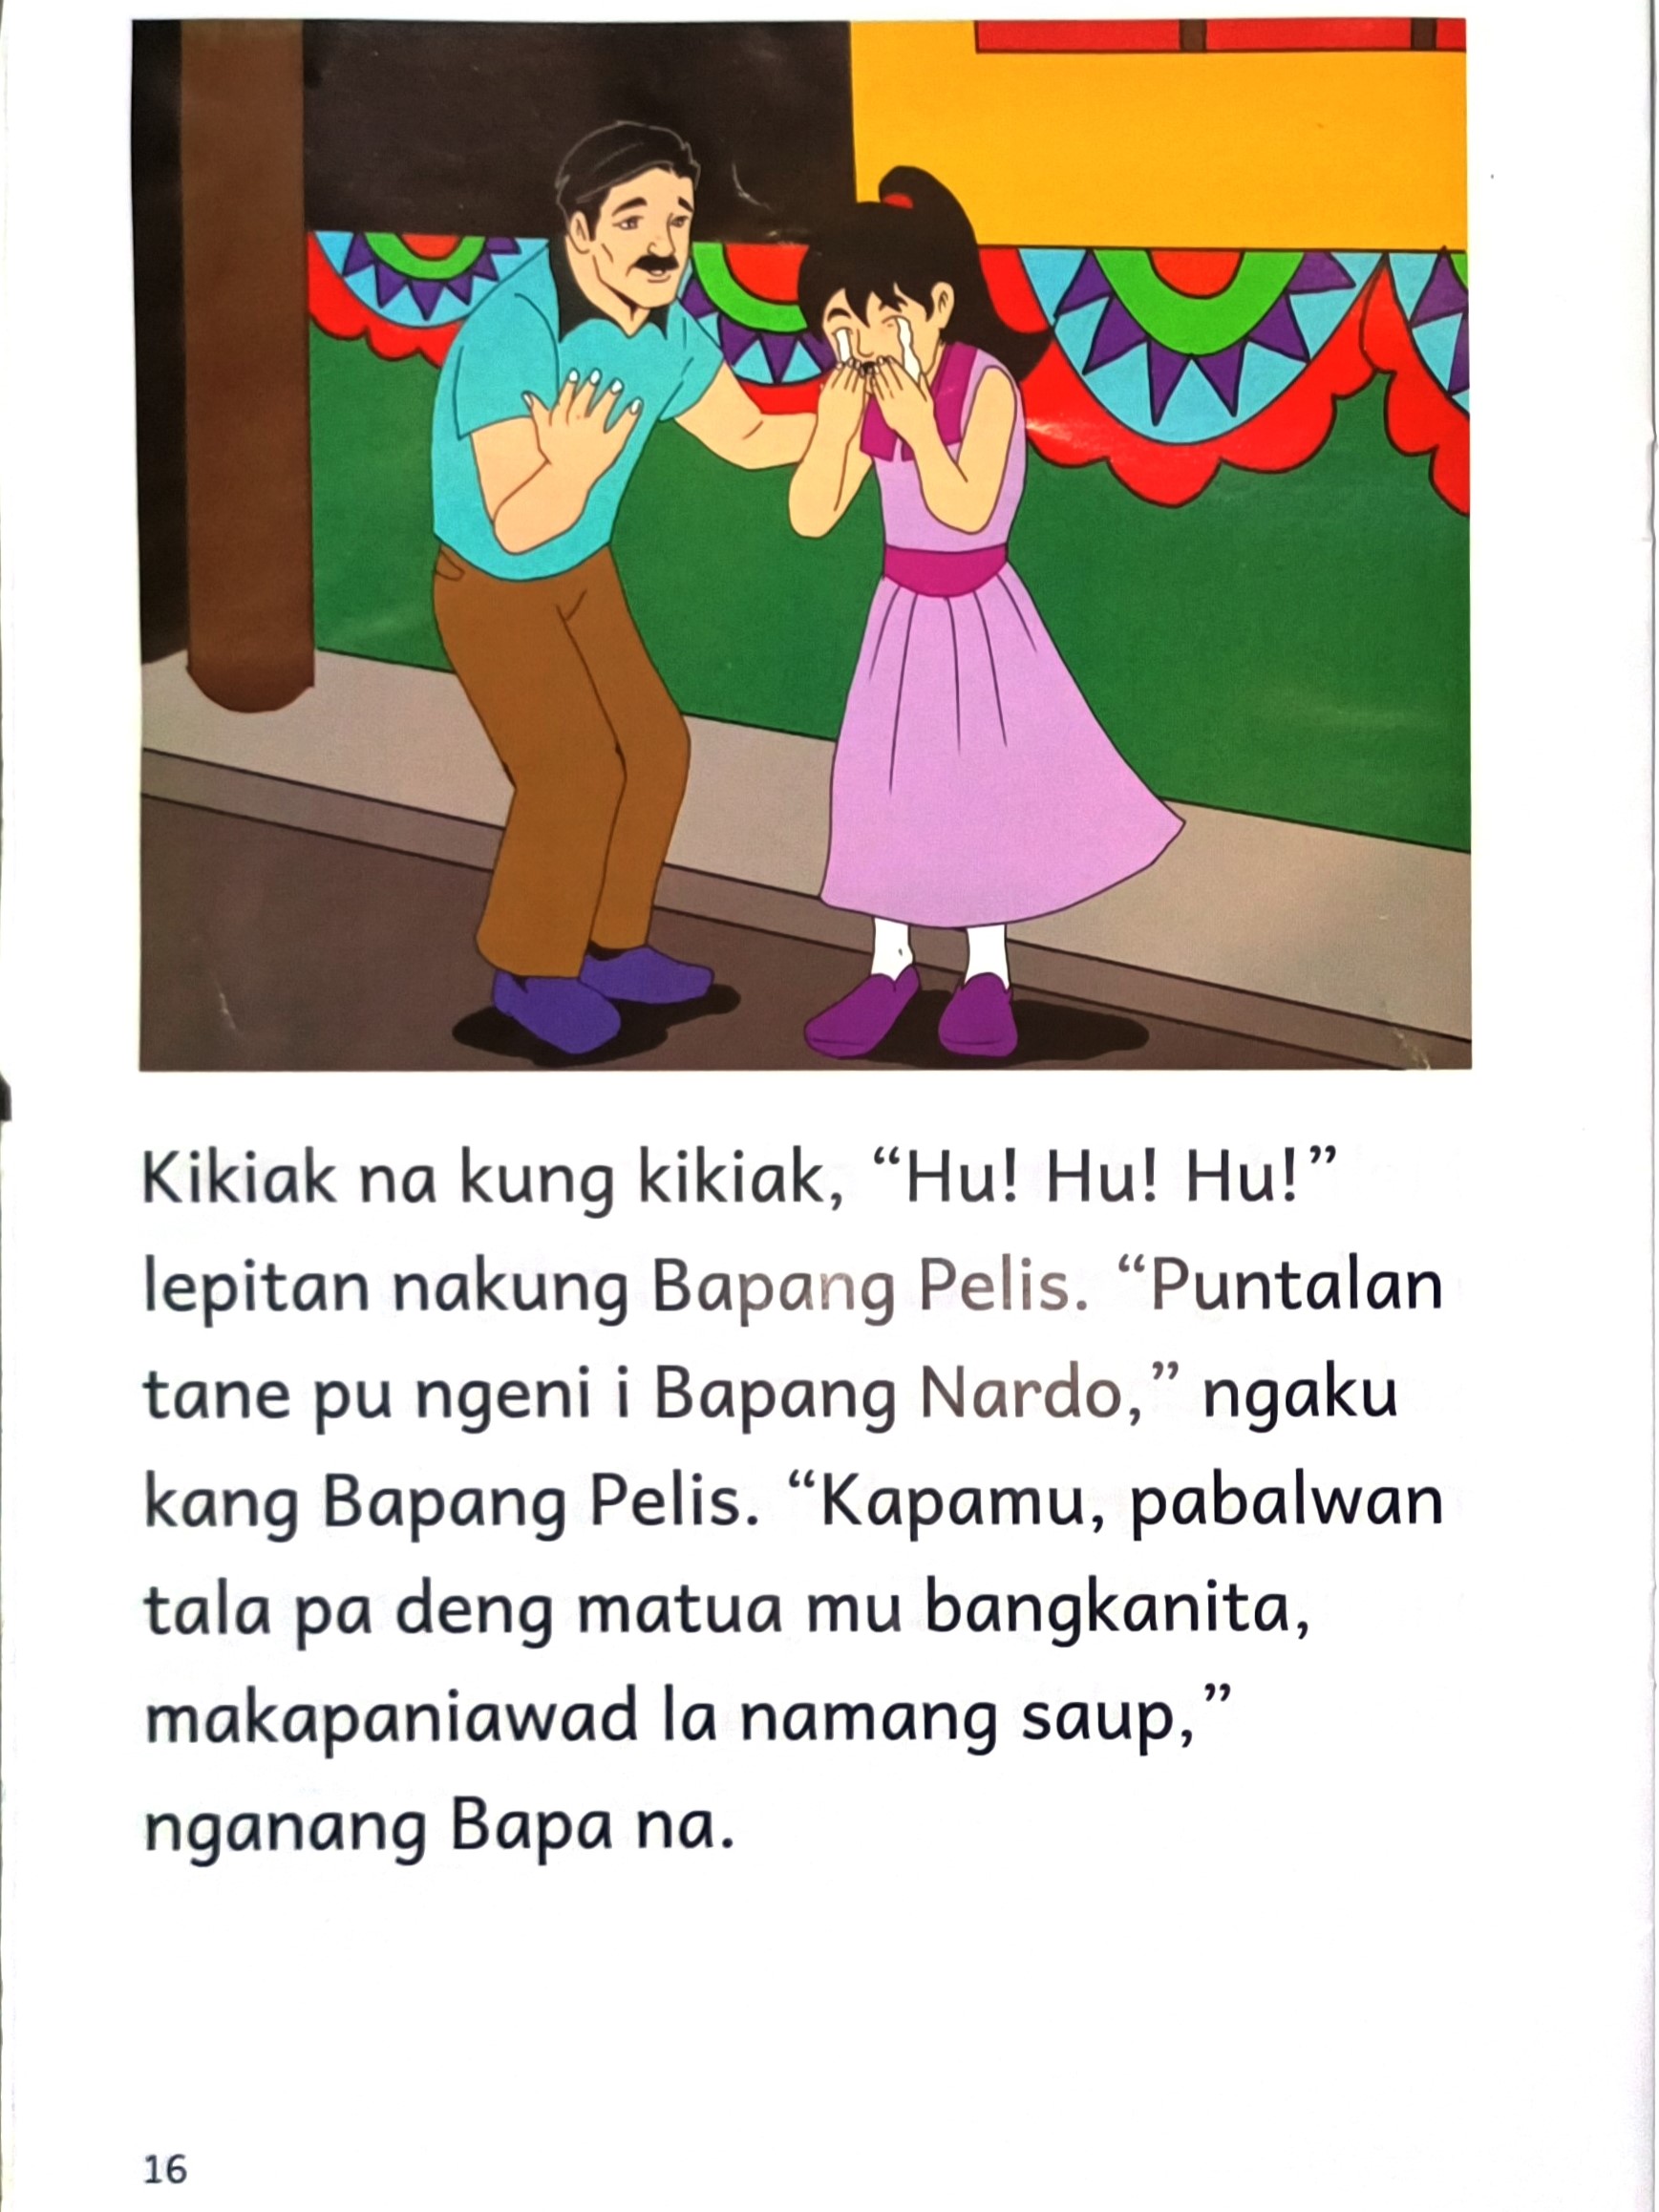 Kikiak na kung kikiak, “Hu! Hu! Hu!”
lepitan nakung Bapang Pelis. “Puntalan
tane pu ngeni i Bapang Nardo,” ngaku
kang Bapang Pelis. “Kapamu, pabalwan
tala pa deng matua mu bangkanita,
makapaniawad la namang saup,”
nganang Bapa na.
16